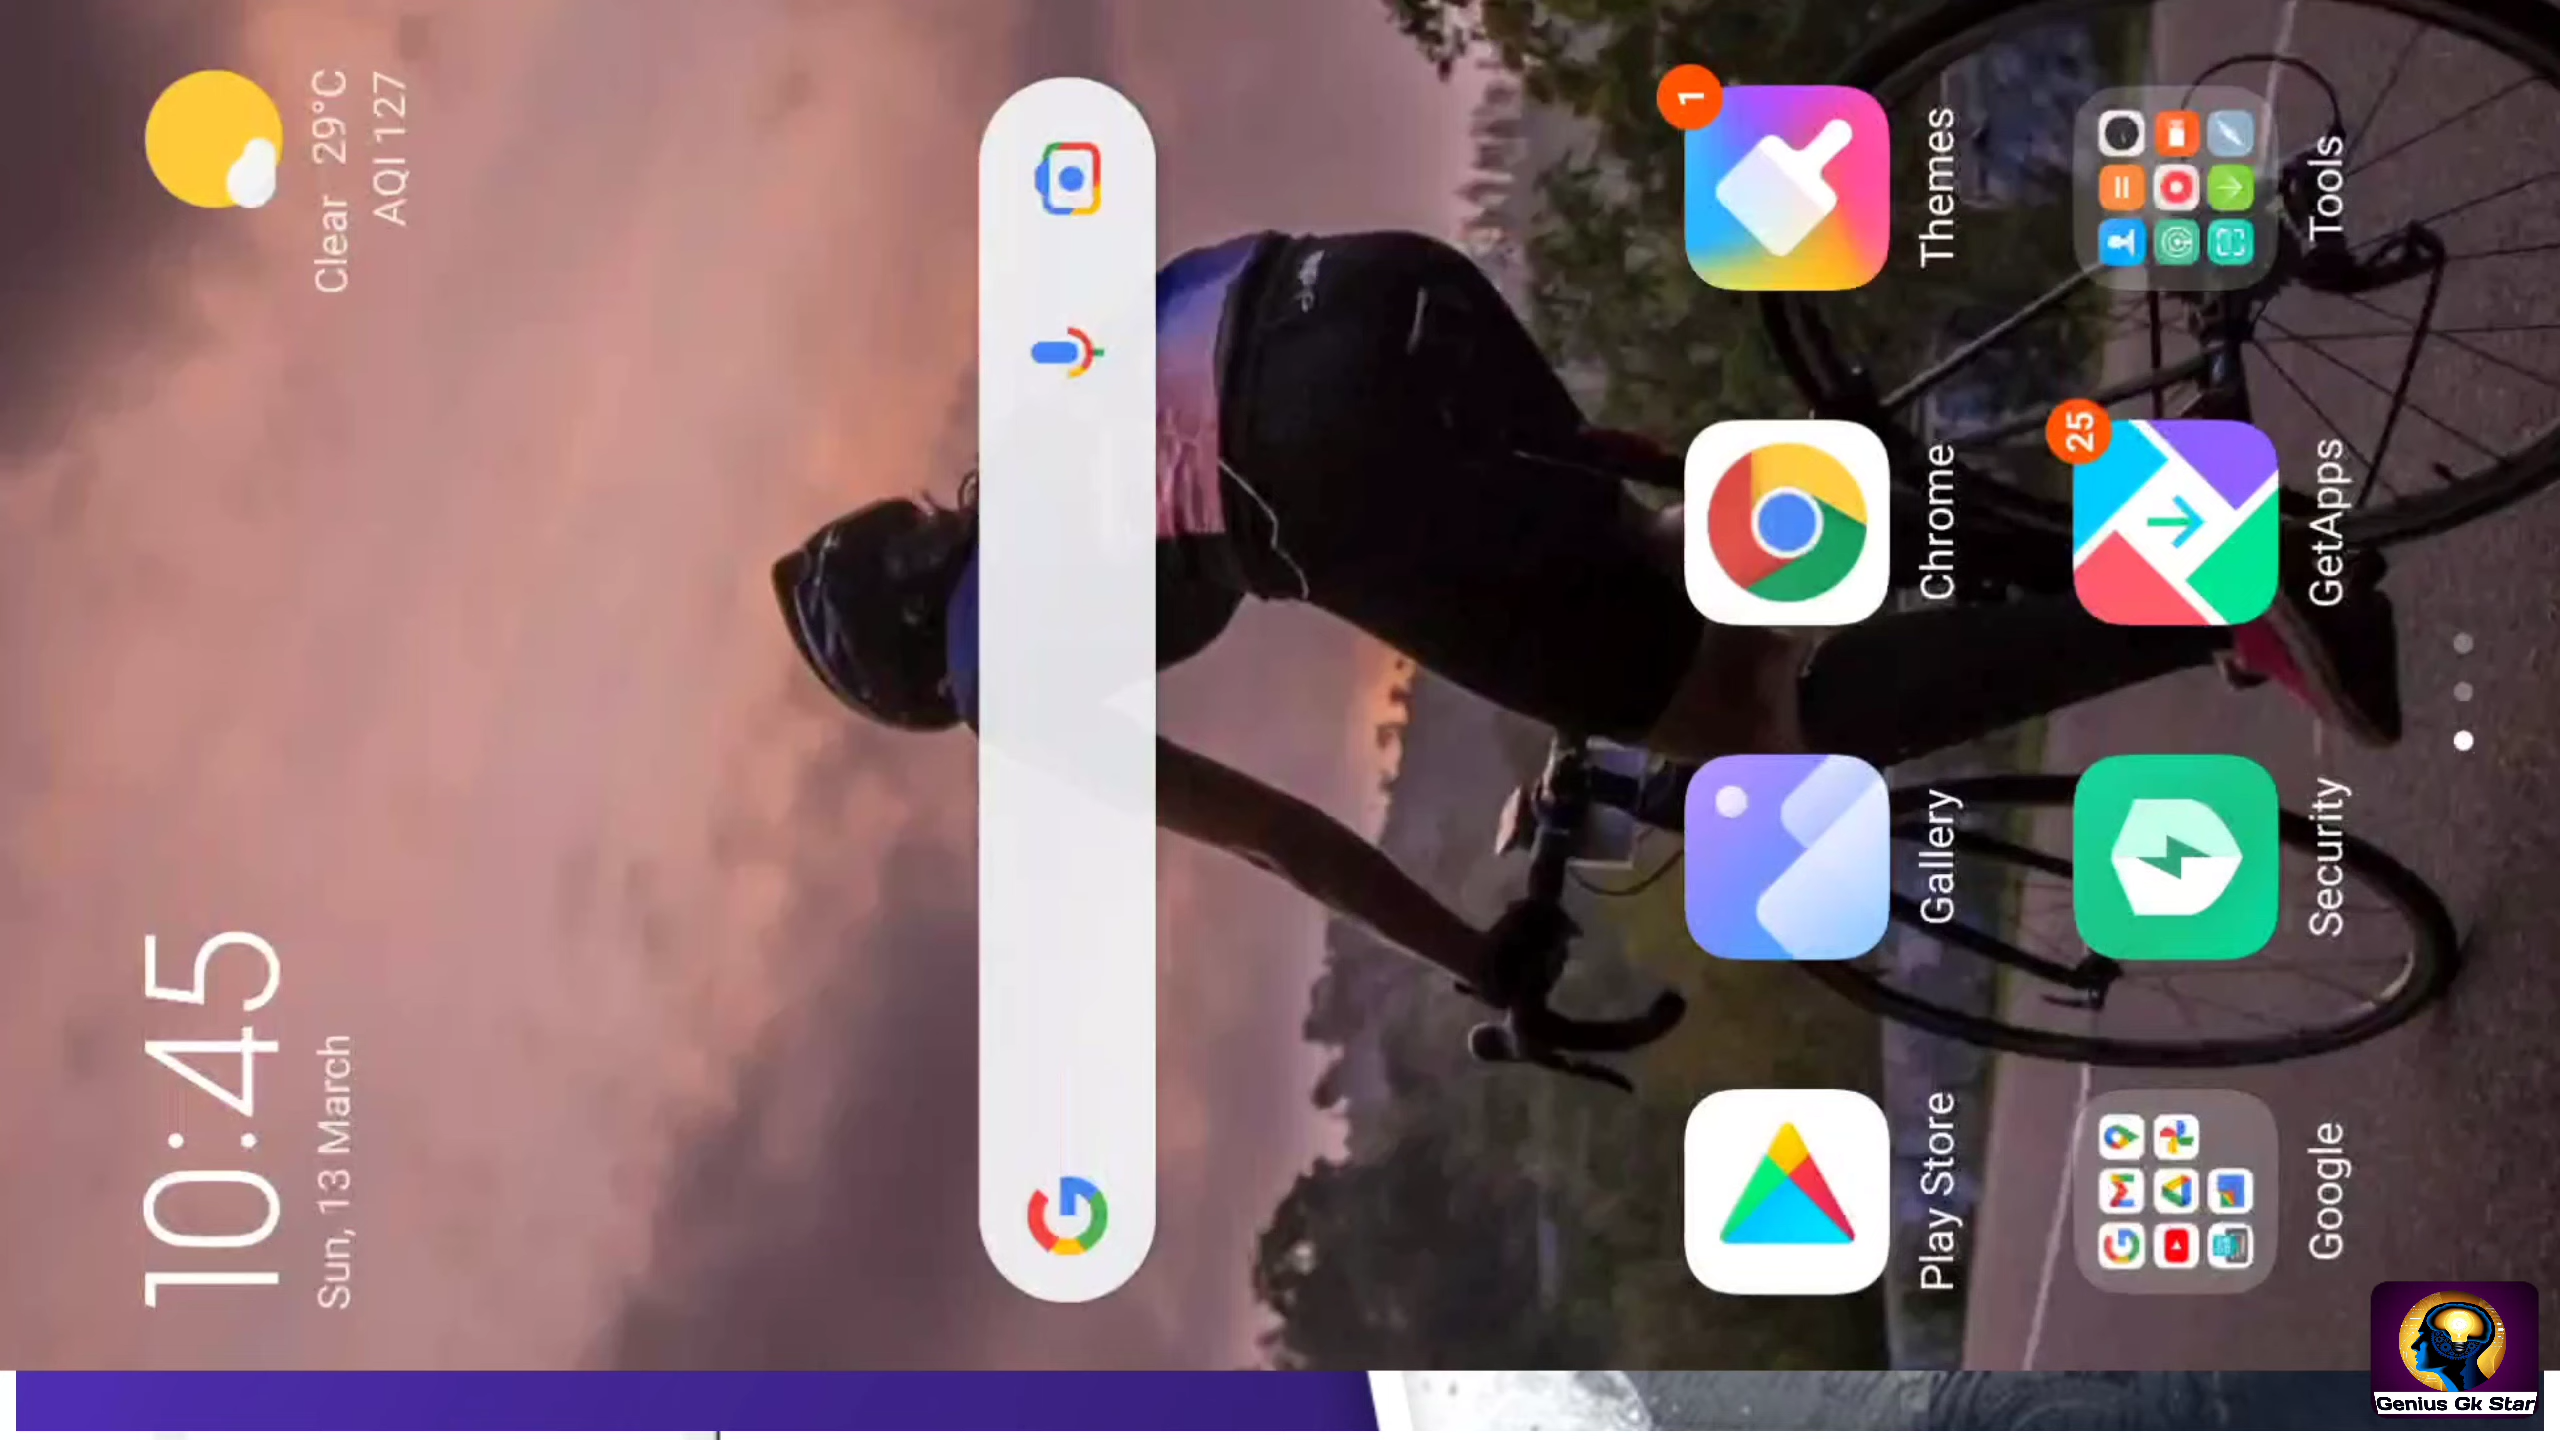 10:45
Sun, 13 March
Clear 29°C
AQI 127
1
Play Store
Gallery
Chrome
Themes
25
Google
Security
GetApps
Tools
Genius Gk Star